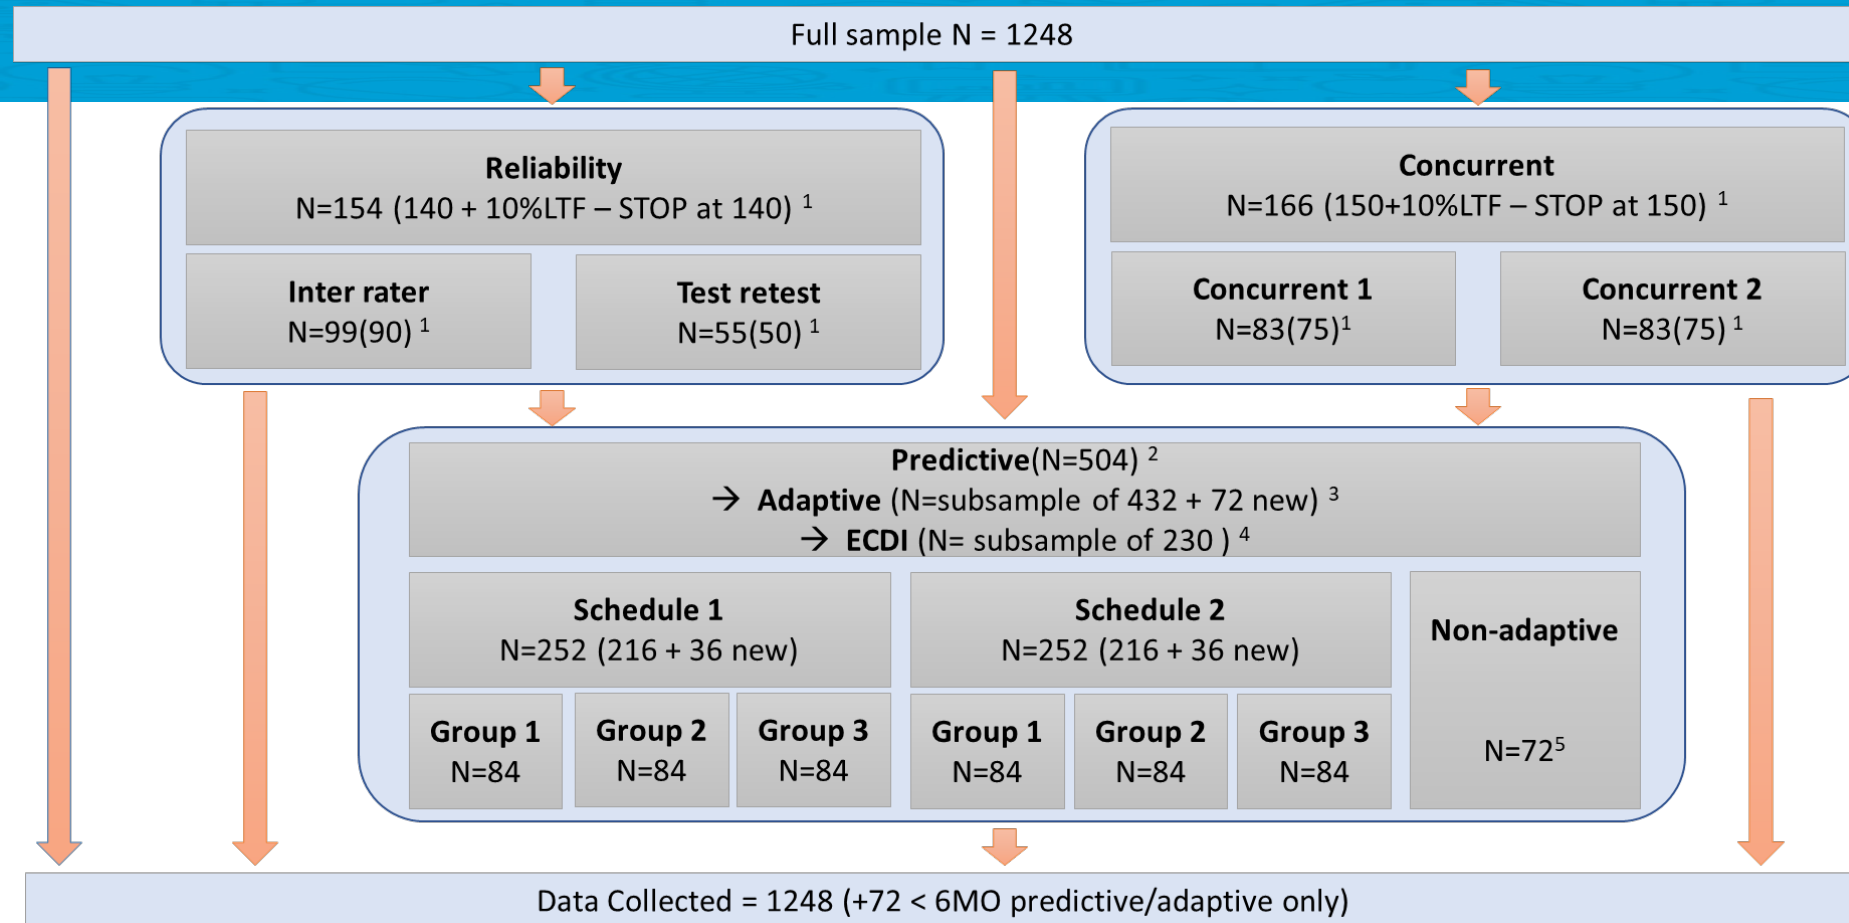 Full sample N = 1248
Reliability
N=154 (140 + 10%LTF – STOP at 140) ¹
Inter rater
N=99(90) ¹
Test retest
N=55(50) ¹
Concurrent
N=166 (150+10%LTF – STOP at 150) ¹
Concurrent 1
N=83(75)¹
Concurrent 2
N=83(75) ¹
Predictive(N=504) ²
→ Adaptive (N=subsample of 432 + 72 new) ³
→ ECDI (N= subsample of 230 ) ⁴
Schedule 1
N=252 (216 + 36 new)
Schedule 2
N=252 (216 + 36 new)
Non-adaptive
N=72⁵
Group 1
N=84
Group 2
N=84
Group 3
N=84
Group 1
N=84
Group 2
N=84
Group 3
N=84
Data Collected = 1248 (+72 < 6MO predictive/adaptive only)